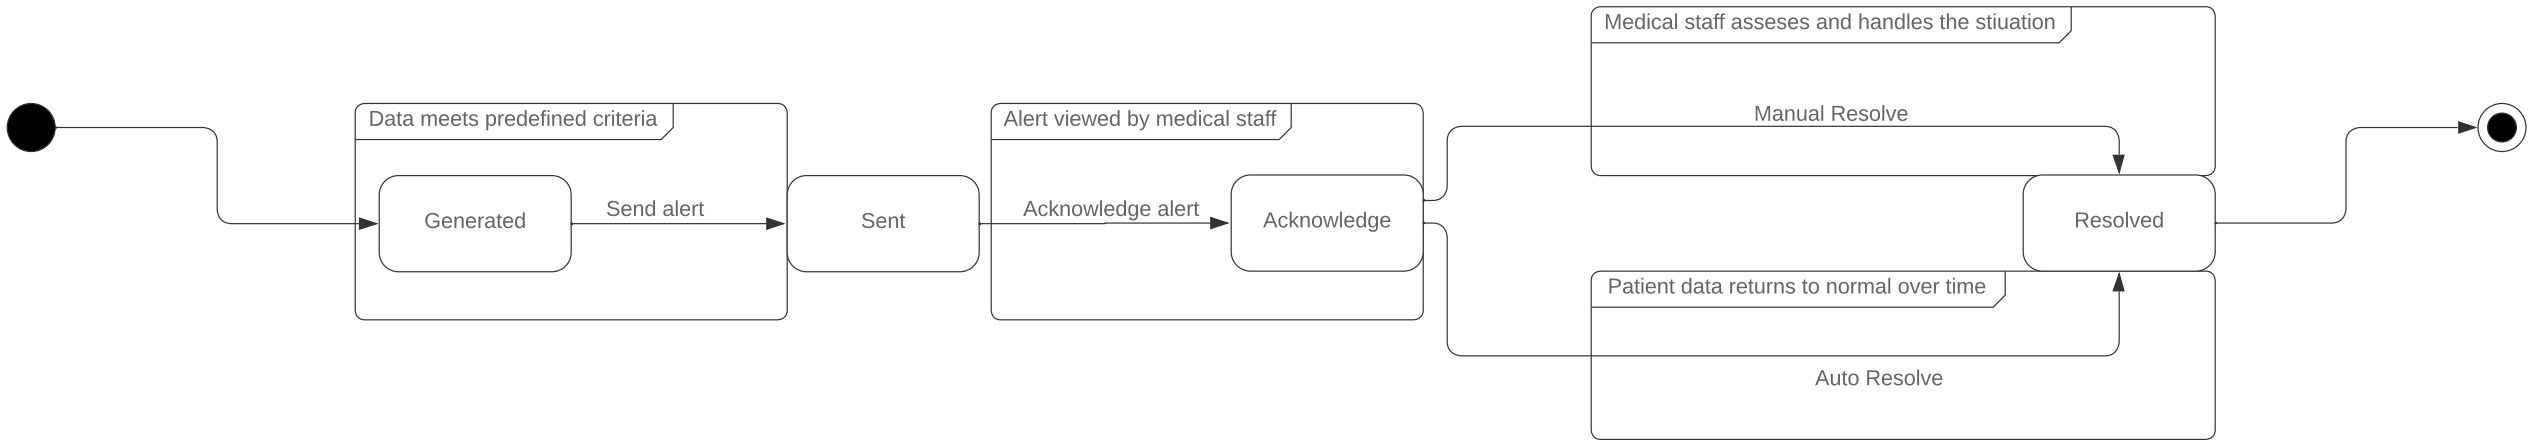 Medical staff asseses and handles the stiuation
Data meets predefined criteria
Alert viewed by medical staff
Manual Resolve
Generated
Send alert
Sent
Acknowledge alert
Acknowledge
Resolved
Patient data returns to normal over time
Auto Resolve